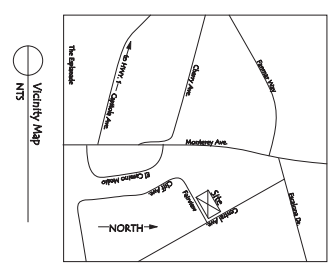 Vicinity Map
NTS
The Esplanade
to HWY. 1
Capitola Ave.
Cherry Ave.
Fanmar Way
Monterey Ave.
El Camino Medio
Cliff Ave.
Fairview
Site
Central Ave.
Escalona Dr.
NORTH